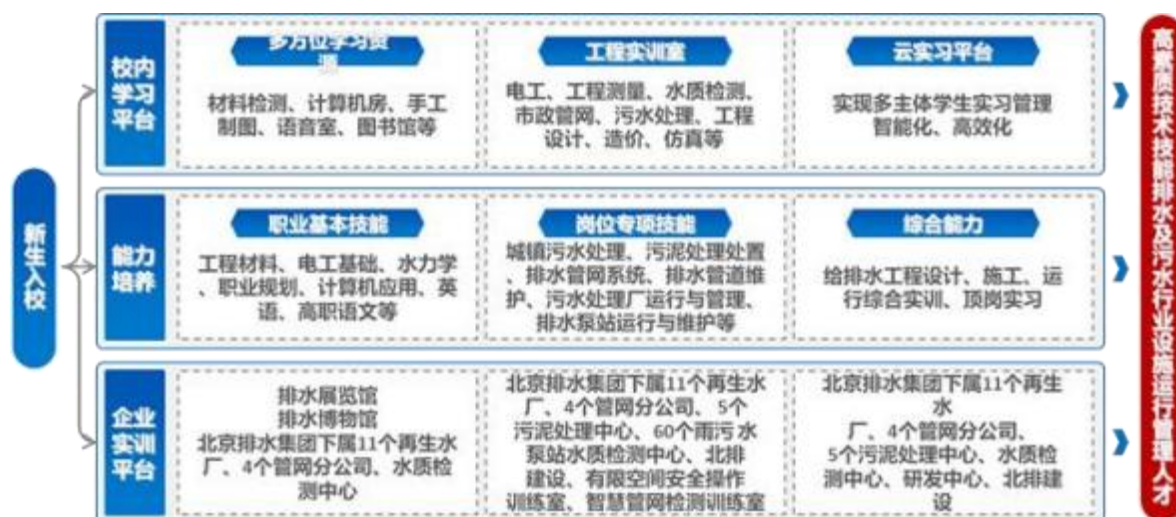 新生入校
校内
学习
平台
多方位学习资
源
材料检测、计算机房、手工
制图、语音室、图书馆等
工程实训室
电工、工程测量、水质检测、
市政管网、污水处理、工程
设计、造价、仿真等
云实习平台
实现多主体学生实习管理
智能化、高效化
能力
培养
职业基本技能
工程材料、电工基础、水力学
、职业规划、计算机应用、英
语、高职语文等
岗位专项技能
城镇污水处理、污泥处理处置
、排水管网系统、排水管道维
护、污水处理厂运行与管理、
排水泵站运行与维护等
综合能力
给排水工程设计、施工、运
行综合实训、顶岗实习
企业
实训
平台
排水展览馆
排水博物馆
北京排水集团下属11个再生水
厂、4个管网分公司、水质检
测中心
北京排水集团下属11个再生水
厂、4个管网分公司、5个
污泥处理中心、60个雨污水
泵站水质检测中心、北排
建设、有限空间安全操作
训练室、智慧管网检测训练室
北京排水集团下属11个再生
水
厂、4个管网分公司、
5个污泥处理中心、水质检
测中心、研发中心、北排建
设
高素质技术技能排水及污水行业设施运行管理人才